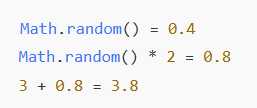 Math.random() = 0.4
Math.random() * 2 = 0.8
3 + 0.8 = 3.8